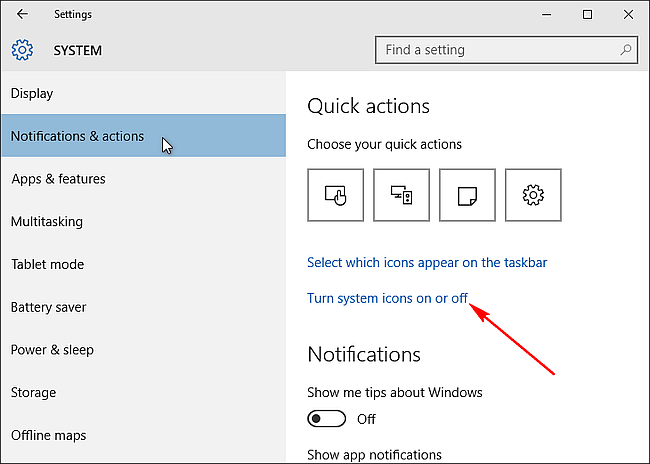 Settings
SYSTEM
Find a setting
Display
Notifications & actions
Apps & features
Multitasking
Tablet mode
Battery saver
Power & sleep
Storage
Offline maps
Quick actions
Choose your quick actions
Select which icons appear on the taskbar
Turn system icons on or off
Notifications
Show me tips about Windows
Off
Show app notifications